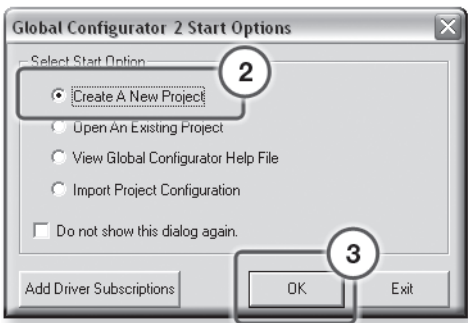 Global Configurator 2 Start Options
Select Start Option
2
Create A New Project
Open An Existing Project
View Global Configurator Help File
Import Project Configuration
Do not show this dialog again.
3
Add Driver Subscriptions OK Exit